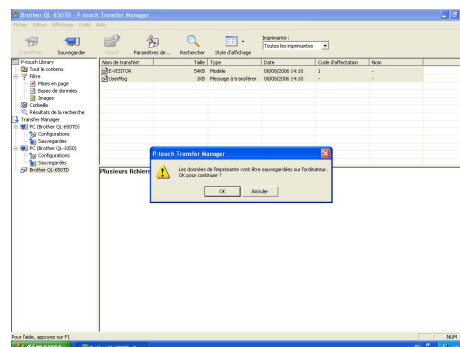 Brother QL-650TD - P-touch Transfer Manager
Fichier Edition Affichage Outils Aide
Transférer Sauvegarder Ouvrir Paramètres de... Rechercher Style d'affichage
Imprimante :
Toutes les imprimantes
P-touch Library
Tout le contenu
Filtre
Mises en page
Bases de données
Images
Corbeille
Résultats de la recherche
Transfer Manager
PC (Brother QL-650TD)
Configurations
Sauvegardes
PC (Brother QL-1050)
Configurations
Sauvegardes
Brother QL-650TD
Nom de transfert Taille Type Date Code d'affectation Nom
E-VISITOR 54KB Modèle 08/08/2006 14:10 1 -
UserMsg 1KB Message à transférer 08/08/2006 14:10 - -
Plusieurs fichiers
P-touch Transfer Manager
Les données de l'imprimante vont être sauvegardées sur l'ordinateur.
OK pour continuer ?
OK Annuler
Pour l'aide, appuyez sur F1
NUM
démarrer